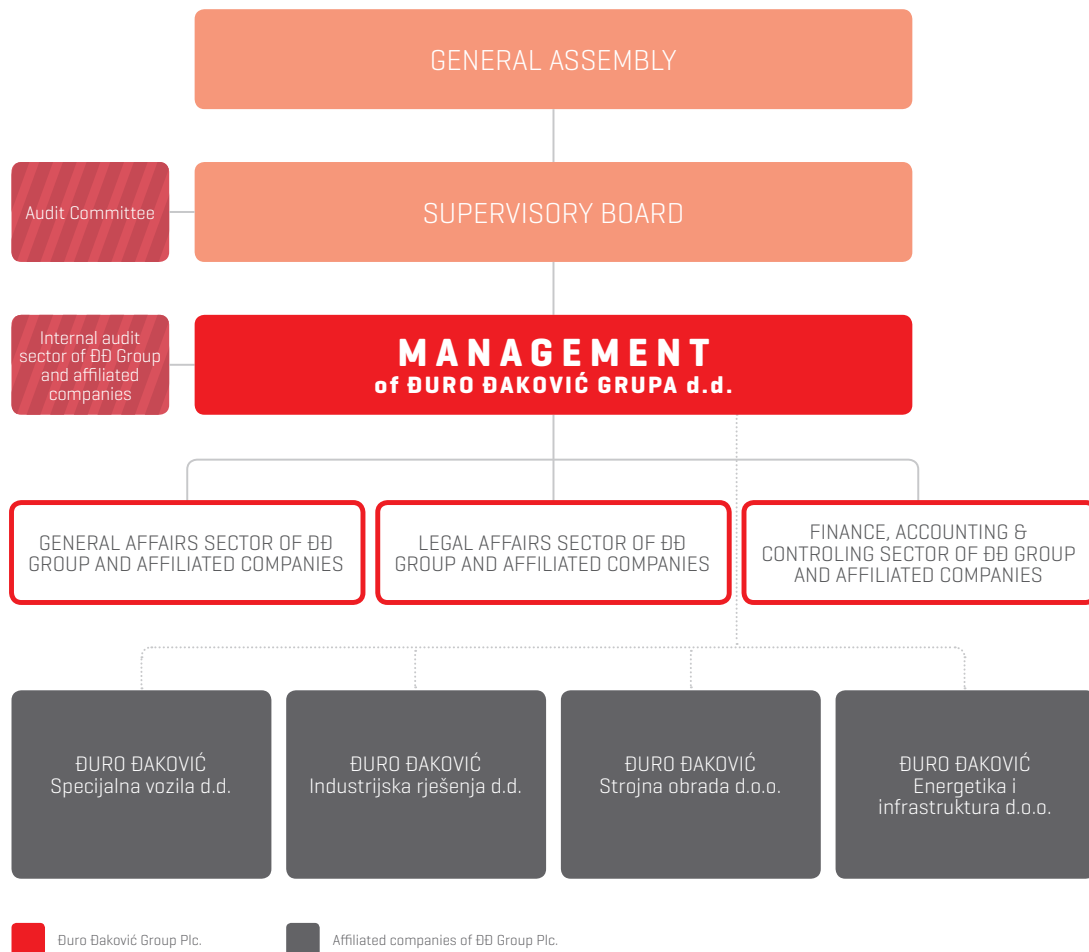 GENERAL ASSEMBLY
Audit Committee
SUPERVISORY BOARD
Internal audit
sector of ĐĐ Group
and affiliated
companies
MANAGEMENT
of ĐURO ĐAKOVIĆ GRUPA d.d.
GENERAL AFFAIRS SECTOR OF ĐĐ
GROUP AND AFFILIATED COMPANIES
LEGAL AFFAIRS SECTOR OF ĐĐ
GROUP AND AFFILIATED COMPANIES
FINANCE, ACCOUNTING &
CONTROLING SECTOR OF ĐĐ GROUP
AND AFFILIATED COMPANIES
ĐURO ĐAKOVIĆ
Specijalna vozila d.d.
ĐURO ĐAKOVIĆ
Industrijska rješenja d.d.
ĐURO ĐAKOVIĆ
Strojna obrada d.o.o.
ĐURO ĐAKOVIĆ
Energetika i
infrastruktura d.o.o.
Đuro Đaković Group Plc.
Affiliated companies of ĐĐ Group Plc.